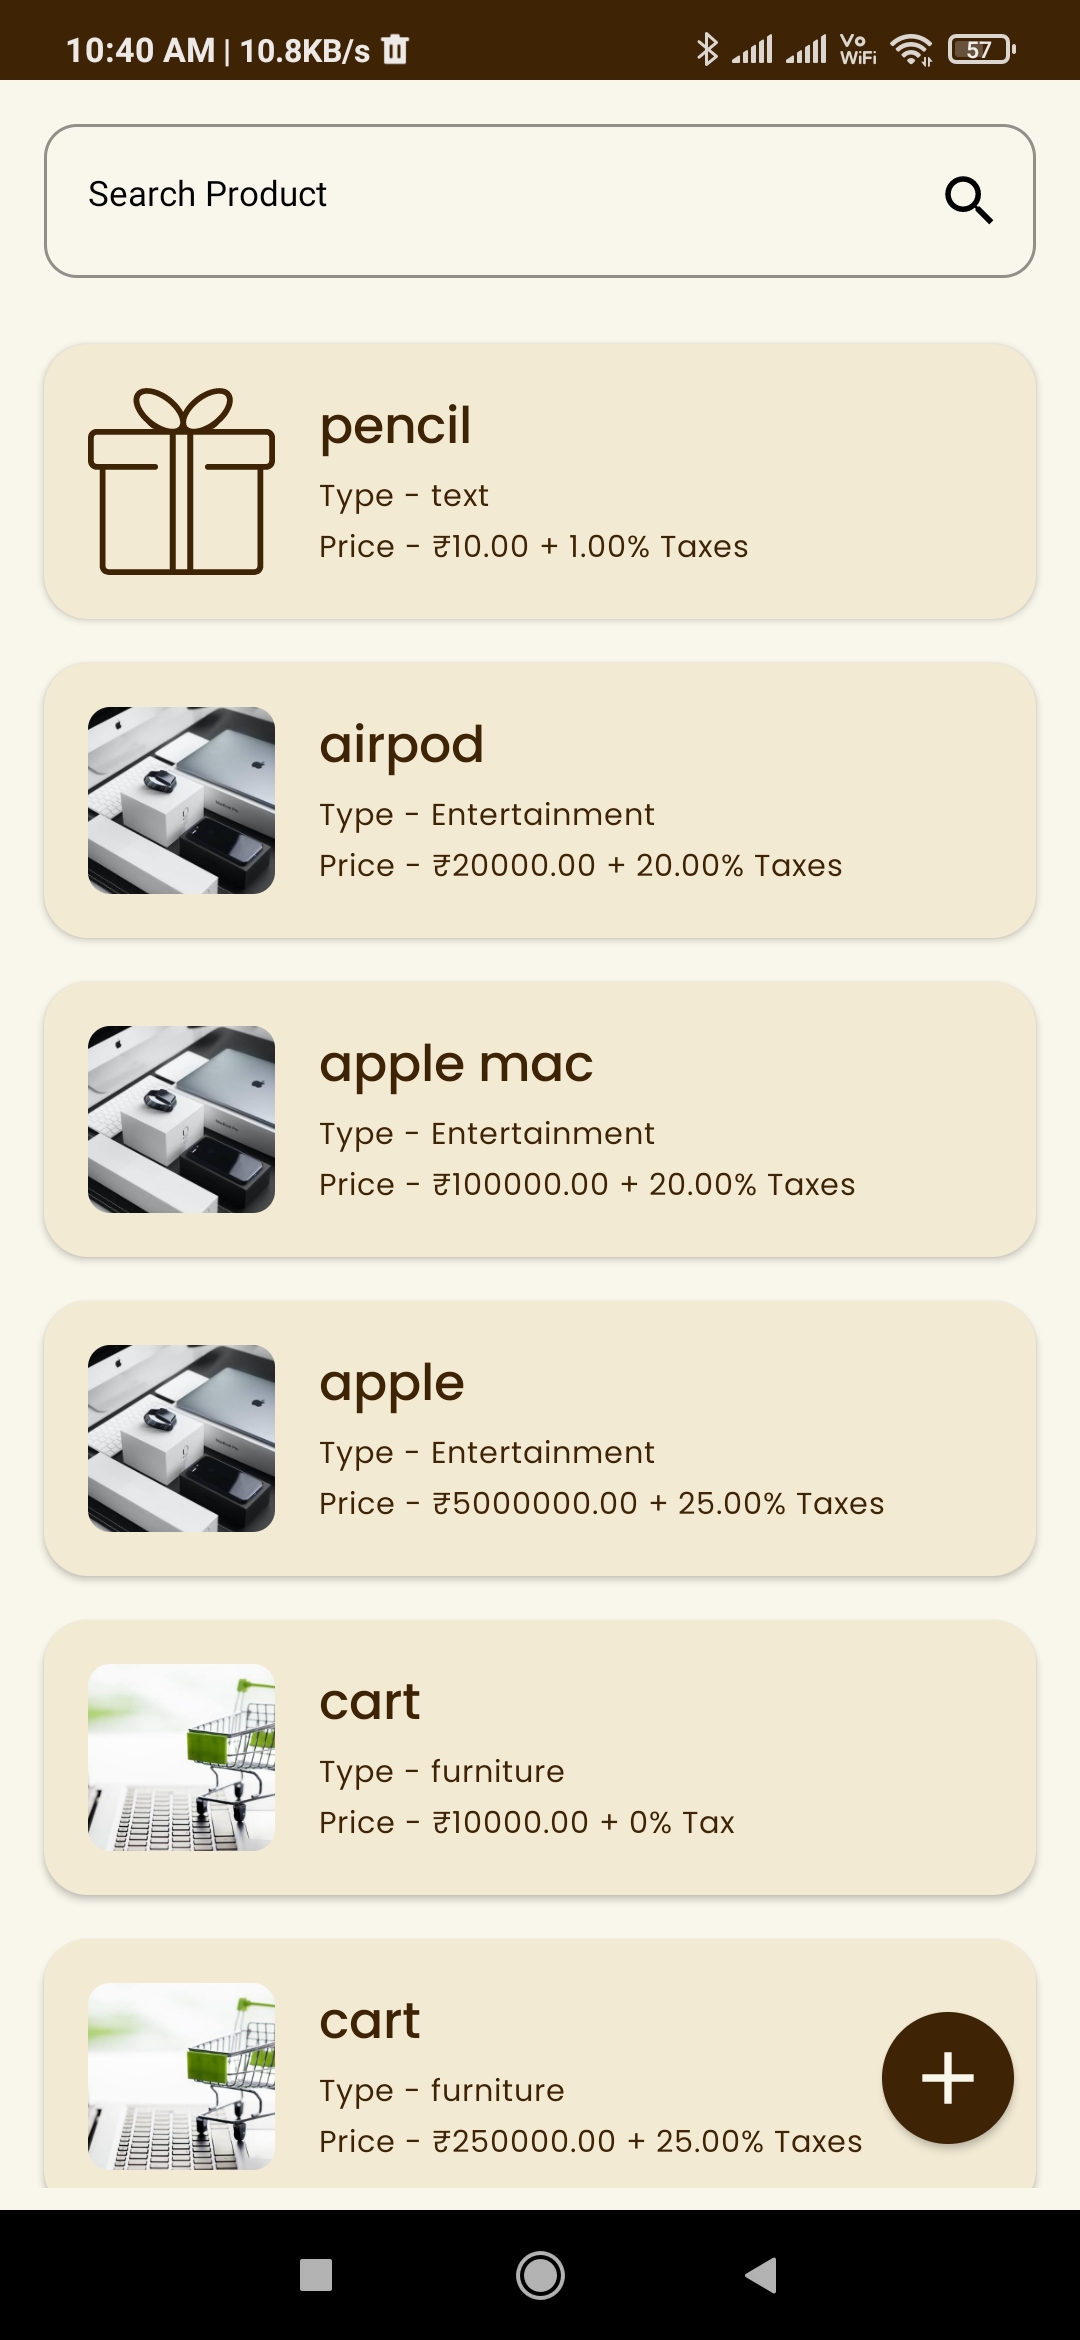 10:40 AM | 10.8KB/s
Vo
WiFi
57
Search Product
pencil
Type - text
Price - ₹10.00 + 1.00% Taxes
airpod
Type - Entertainment
Price - ₹20000.00 + 20.00% Taxes
apple mac
Type - Entertainment
Price - ₹100000.00 + 20.00% Taxes
apple
Type - Entertainment
Price - ₹5000000.00 + 25.00% Taxes
cart
Type - furniture
Price - ₹10000.00 + 0% Tax
cart
Type - furniture
Price - ₹250000.00 + 25.00% Taxes